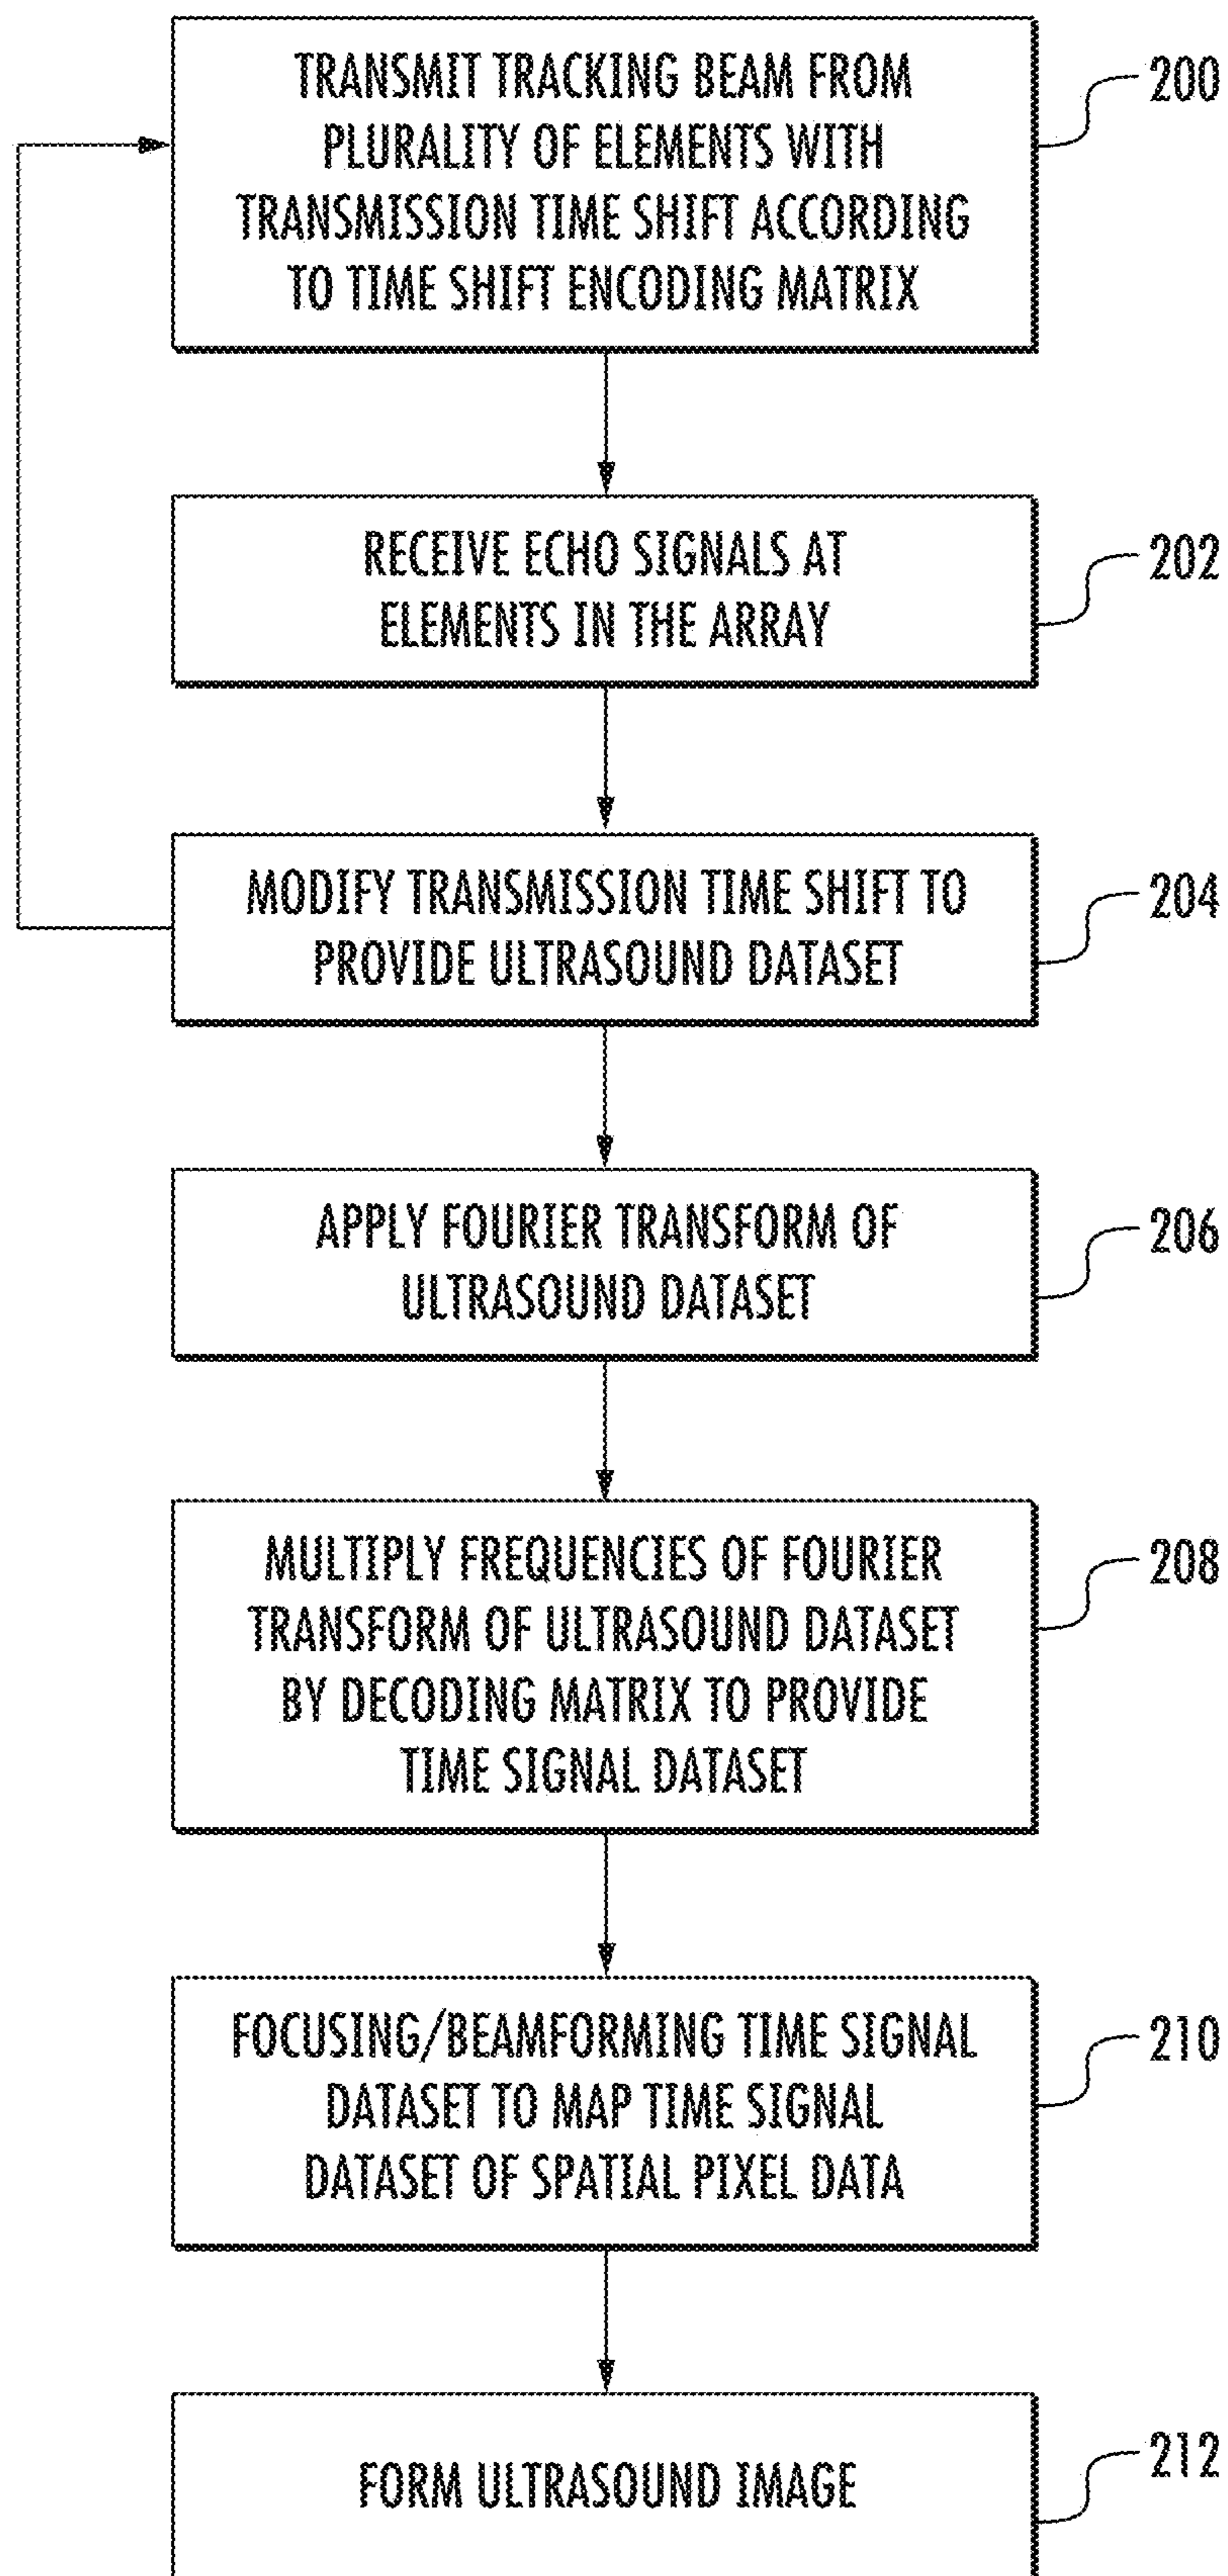 TRANSMIT TRACKING BEAM FROM
PLURALITY OF ELEMENTS WITH
TRANSMISSION TIME SHIFT ACCORDING
TO TIME SHIFT ENCODING MATRIX
200
RECEIVE ECHO SIGNALS AT
ELEMENTS IN THE ARRAY
202
MODIFY TRANSMISSION TIME SHIFT TO
PROVIDE ULTRASOUND DATASET
204
APPLY FOURIER TRANSFORM OF
ULTRASOUND DATASET
206
MULTIPLY FREQUENCIES OF FOURIER
TRANSFORM OF ULTRASOUND DATASET
BY DECODING MATRIX TO PROVIDE
TIME SIGNAL DATASET
208
FOCUSING/BEAMFORMING TIME SIGNAL
DATASET TO MAP TIME SIGNAL
DATASET OF SPATIAL PIXEL DATA
210
FORM ULTRASOUND IMAGE
212